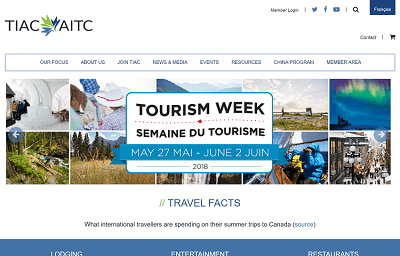 Member Login
Français
TIAC AITC
Contact
OUR FOCUS ABOUT US JOIN TIAC NEWS & MEDIA EVENTS RESOURCES CHINA PROGRAM MEMBER AREA
TOURISM WEEK
SEMAINE DU TOURISME
MAY 27 MAI - JUNE 2 JUIN
2018
// TRAVEL FACTS
What international travellers are spending on their summer trips to Canada (source)
LODGING ENTERTAINMENT RESTAURANTS